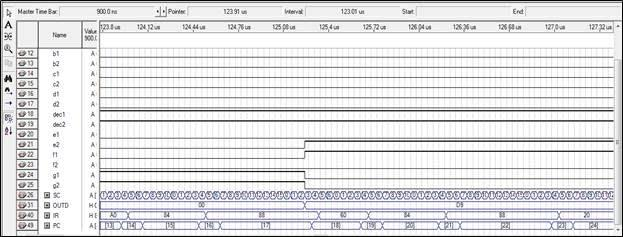 Master Time Bar: 900.0 ns Pointer: 123.91 us Interval: 123.01 us Start: End:
Name Value 900.0 123.8 us 124.12 us 124.44 us 124.76 us 125.08 us 125.4 us 125.72 us 126.04 us 126.36 us 126.68 us 127.0 us 127.32 us
12 b1 A
13 b2 A
14 c1 A
15 c2 A
16 d1 A
17 d2 A
18 dec1 A
19 dec2 A
20 e1 A
21 e2 A
22 f1 A
23 f2 A
24 g1 A
25 g2 A
26 SC A [
31 OUTD H 00 D9
40 IR H A0 84 88 60 84 88 20
49 PC A [ [13] [14] [15] [16] [17] [18] [19] [20] [21] [22] [23] [24]